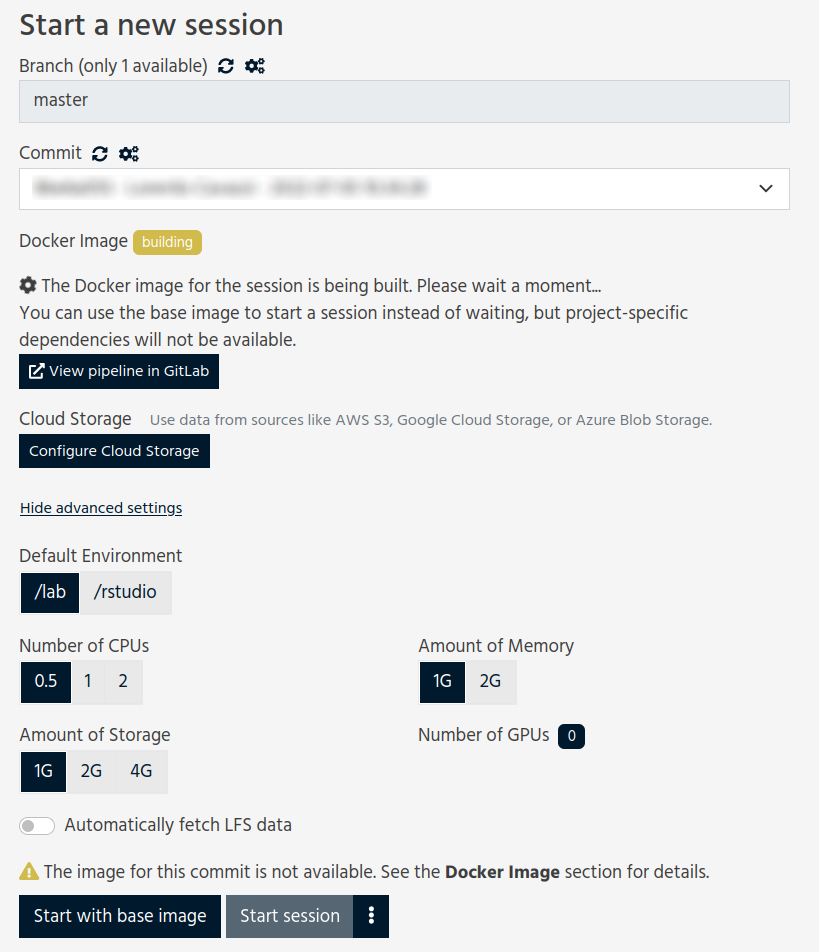 Start a new session
Branch (only 1 available)
master
Commit
Docker Image building
The Docker image for the session is being built. Please wait a moment...
You can use the base image to start a session instead of waiting, but project-specific
dependencies will not be available.
View pipeline in GitLab
Cloud Storage Use data from sources like AWS S3, Google Cloud Storage, or Azure Blob Storage.
Configure Cloud Storage
Hide advanced settings
Default Environment
/lab /rstudio
Number of CPUs Amount of Memory
0.5 1 2 1G 2G
Amount of Storage Number of GPUs 0
1G 2G 4G
Automatically fetch LFS data
The image for this commit is not available. See the Docker Image section for details.
Start with base image Start session